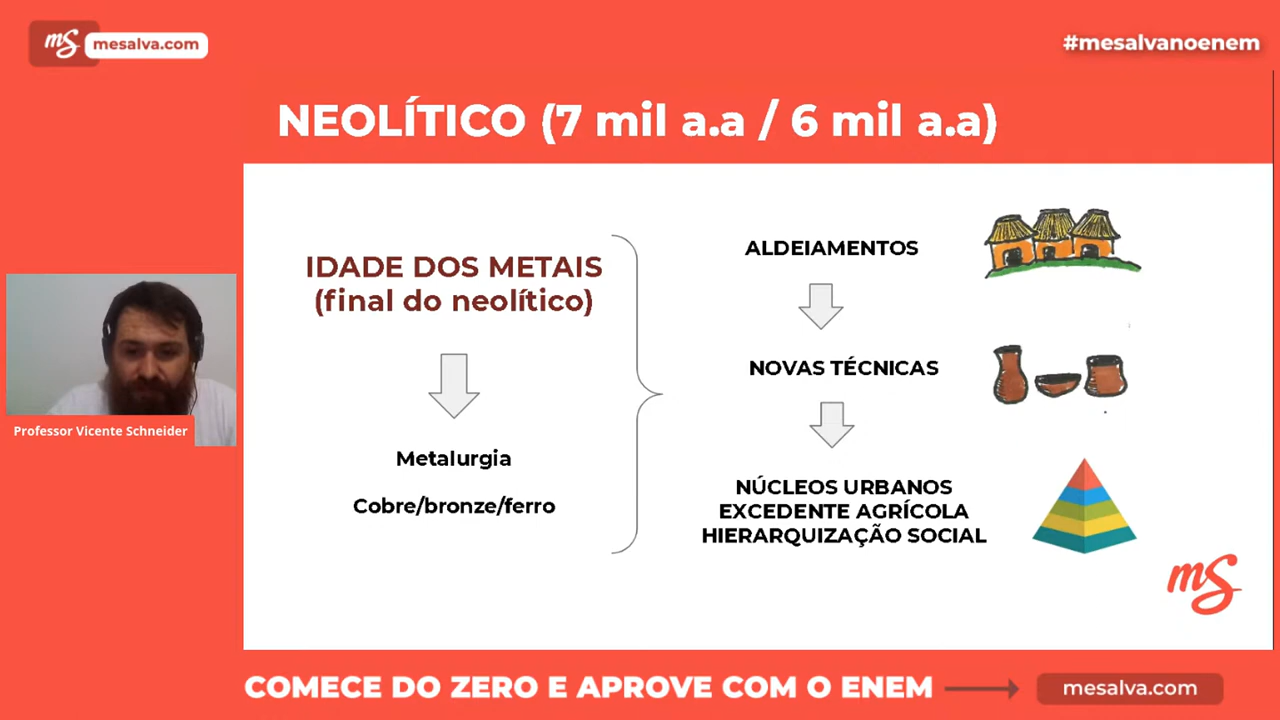 mS mesalva.com
#mesalvanoenem
NEOLÍTICO (7 mil a.a / 6 mil a.a)
IDADE DOS METAIS
(final do neolítico)
Metalurgia
Cobre/bronze/ferro
ALDEIAMENTOS
NOVAS TÉCNICAS
NÚCLEOS URBANOS
EXCEDENTE AGRÍCOLA
HIERARQUIZAÇÃO SOCIAL
Professor Vicente Schneider
mS
COMECE DO ZERO E APROVE COM O ENEM
mesalva.com